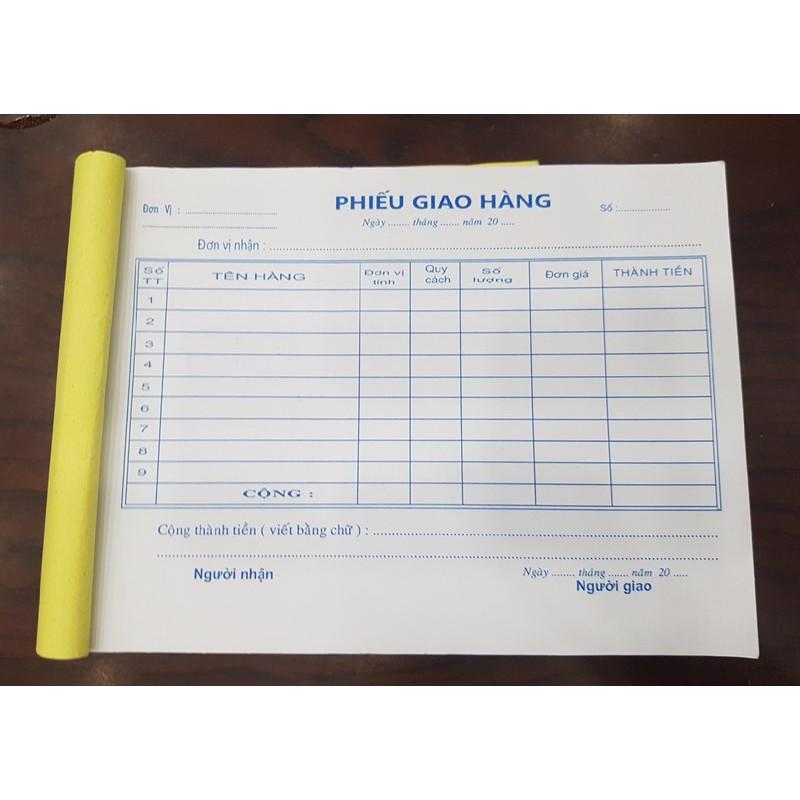 PHIẾU GIAO HÀNG
Đơn Vị : ........................... Số :..................
Ngày ........ tháng ....... năm 20 .....
Đơn vị nhận : ....................................................
Số TT TÊN HÀNG Đơn vị tính Quy cách Số lượng Đơn giá THÀNH TIỀN
1
2
3
4
5
6
7
8
9
CỘNG :
Cộng thành tiền ( viết bằng chữ ) : ....................................................
Người nhận Ngày ........ tháng ....... năm 20 .....
Người giao